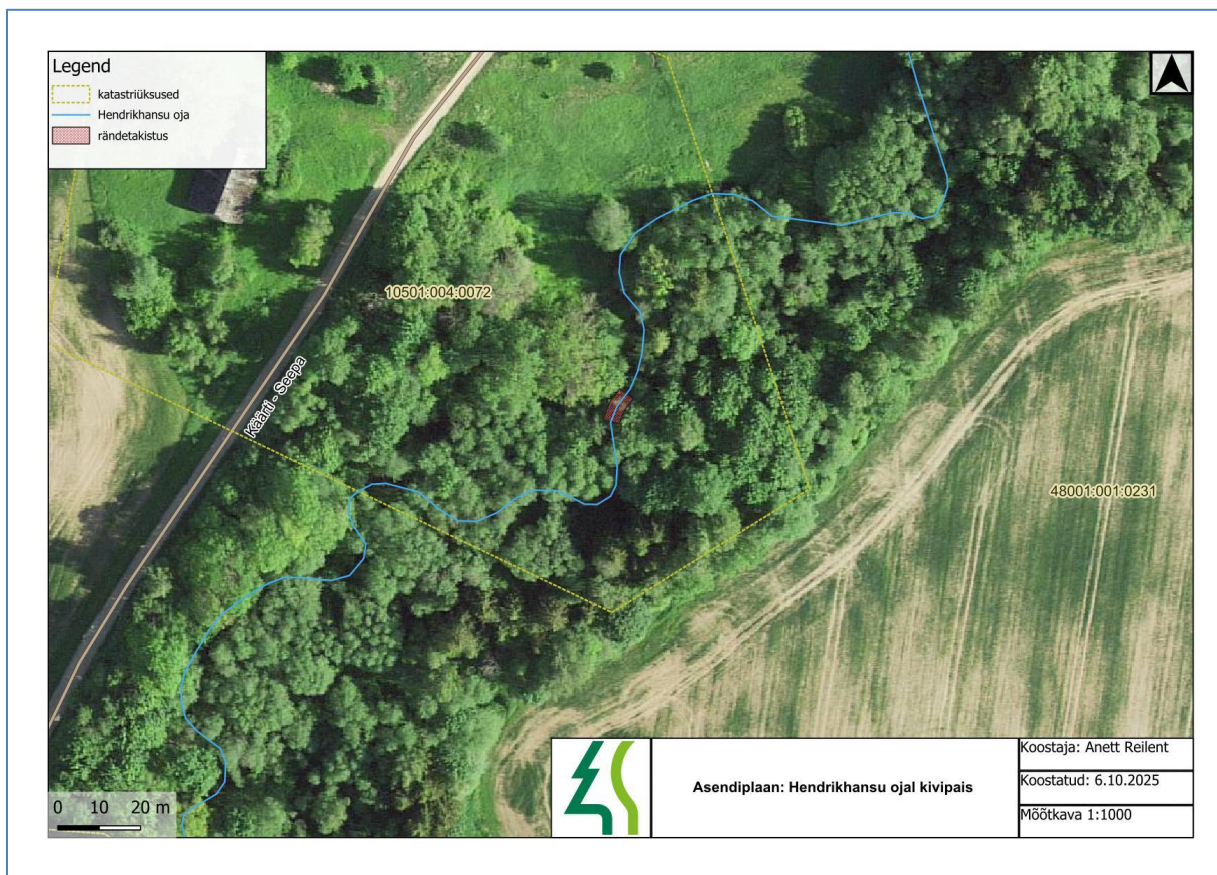 Legend
katastriüksused
Hendrikhansu oja
rändetakistus
10501:004:0072
Käärti - Seepa
48001:001:0231
0 10 20 m
Asendiplaan: Hendrikhansu ojal kivipais
Koostaja: Anett Reilent
Koostatud: 6.10.2025
Mõõtkava 1:1000